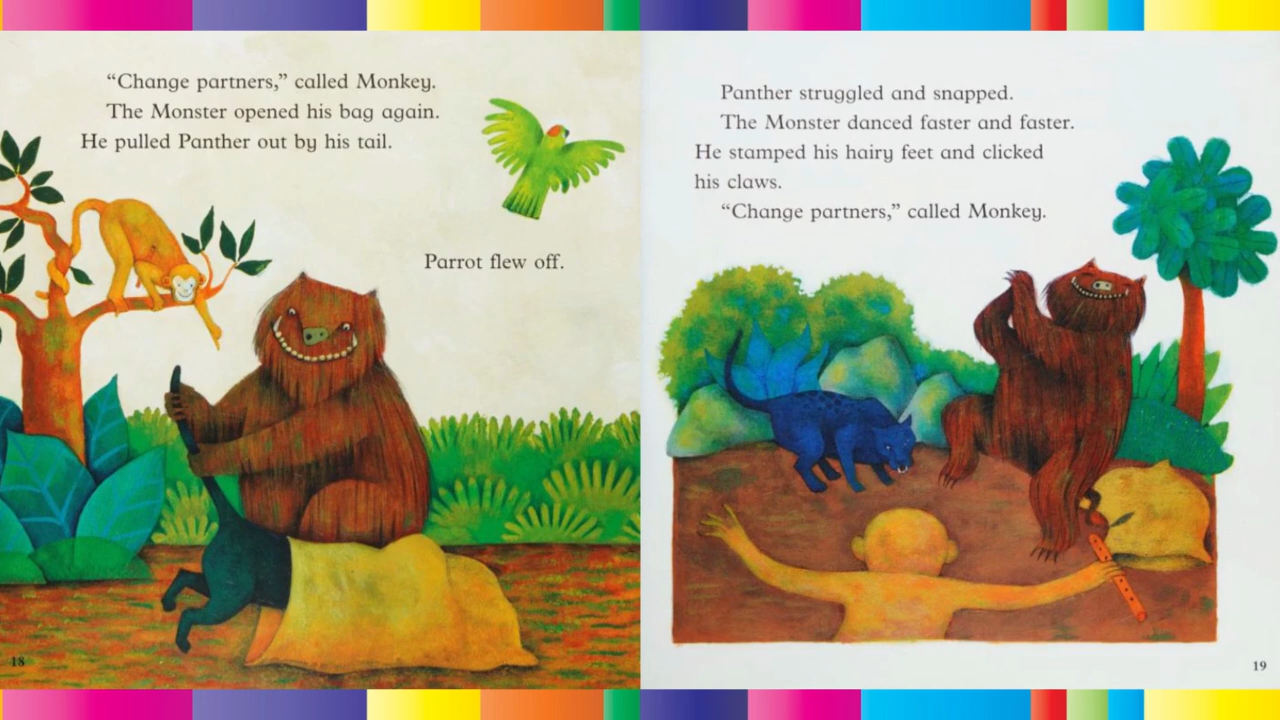 “Change partners,” called Monkey.
The Monster opened his bag again.
He pulled Panther out by his tail.
Parrot flew off.
18
Panther struggled and snapped.
The Monster danced faster and faster.
He stamped his hairy feet and clicked
his claws.
“Change partners,” called Monkey.
19